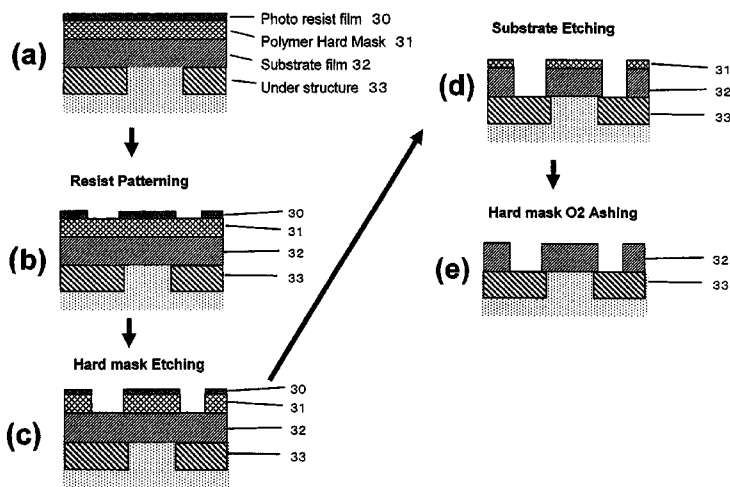 (a)
Photo resist film 30
Polymer Hard Mask 31
Substrate film 32
Under structure 33
Resist Patterning
(b)
30
31
32
33
Hard mask Etching
(c)
30
31
32
33
Substrate Etching
(d)
31
32
33
Hard mask O2 Ashing
(e)
32
33